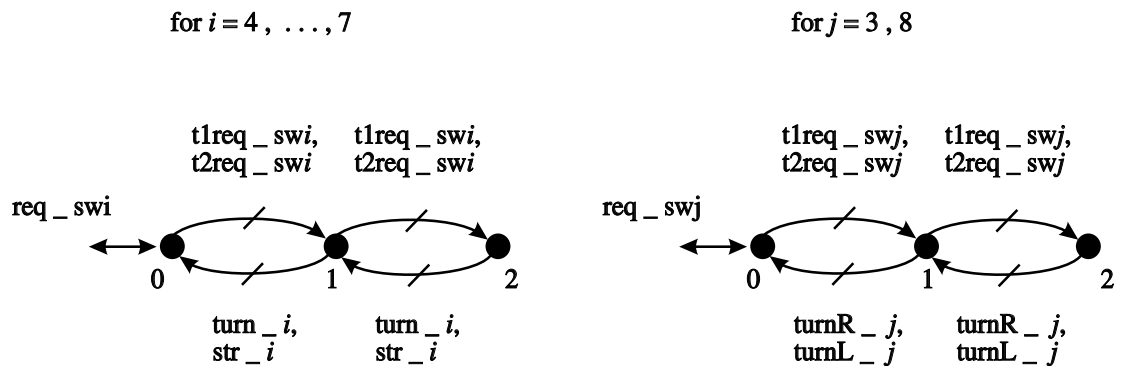 for i = 4 , . . . , 7
t1req _ swi,
t2req _ swi
t1req _ swi,
t2req _ swi
req _ swi
0
1
2
turn _ i,
str _ i
turn _ i,
str _ i
for j = 3 , 8
t1req _ swj,
t2req _ swj
t1req _ swj,
t2req _ swj
req _ swj
0
1
2
turnR _ j,
turnL _ j
turnR _ j,
turnL _ j